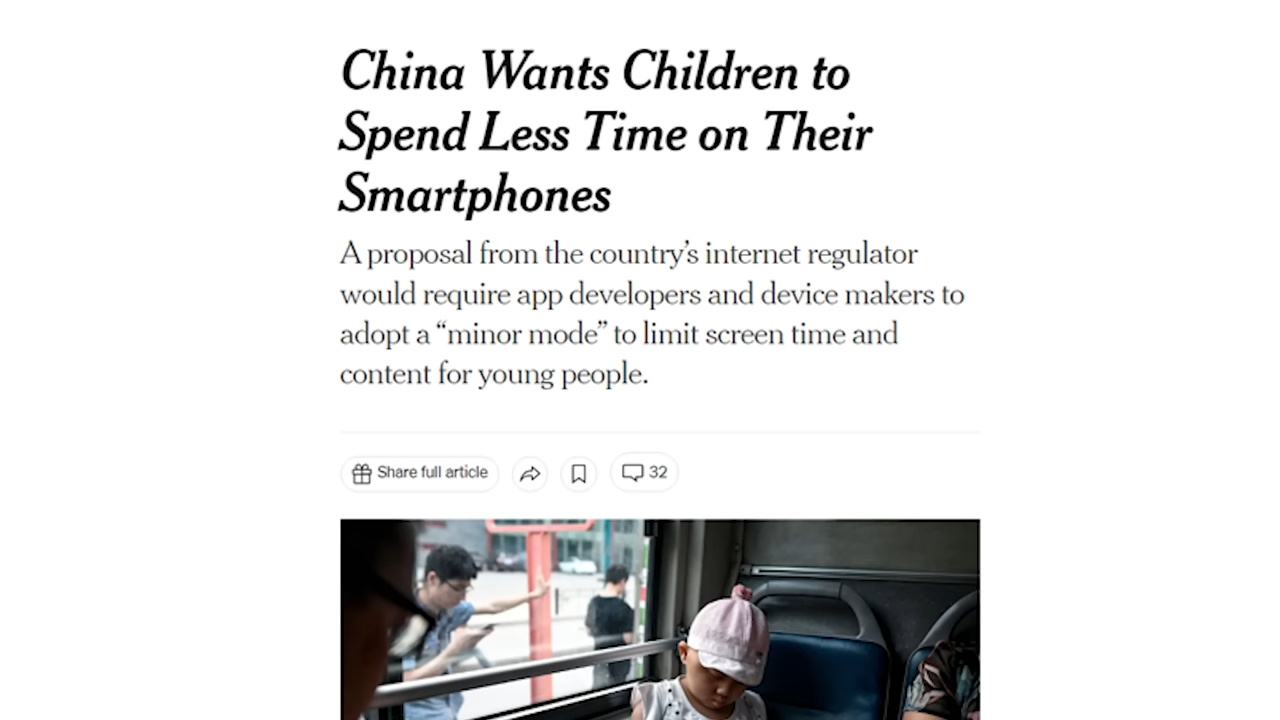 China Wants Children to
Spend Less Time on Their
Smartphones
A proposal from the country’s internet regulator
would require app developers and device makers to
adopt a “minor mode” to limit screen time and
content for young people.
Share full article
32